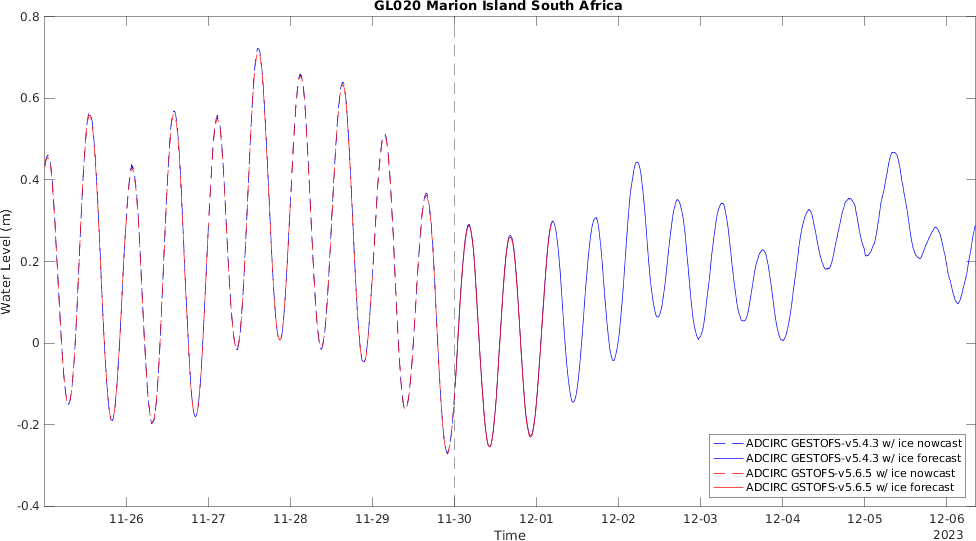 GL020 Marion Island South Africa
0.8
0.6
0.4
0.2
0
-0.2
-0.4
Water Level (m)
ADCIRC GESTOFS-v5.4.3 w/ ice nowcast
ADCIRC GESTOFS-v5.4.3 w/ ice forecast
ADCIRC GSTOFS-v5.6.5 w/ ice nowcast
ADCIRC GSTOFS-v5.6.5 w/ ice forecast
11-26 11-27 11-28 11-29 11-30 12-01 12-02 12-03 12-04 12-05 12-06
Time 2023